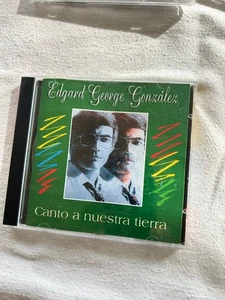 Edgard George González
Canto a nuestra tierra